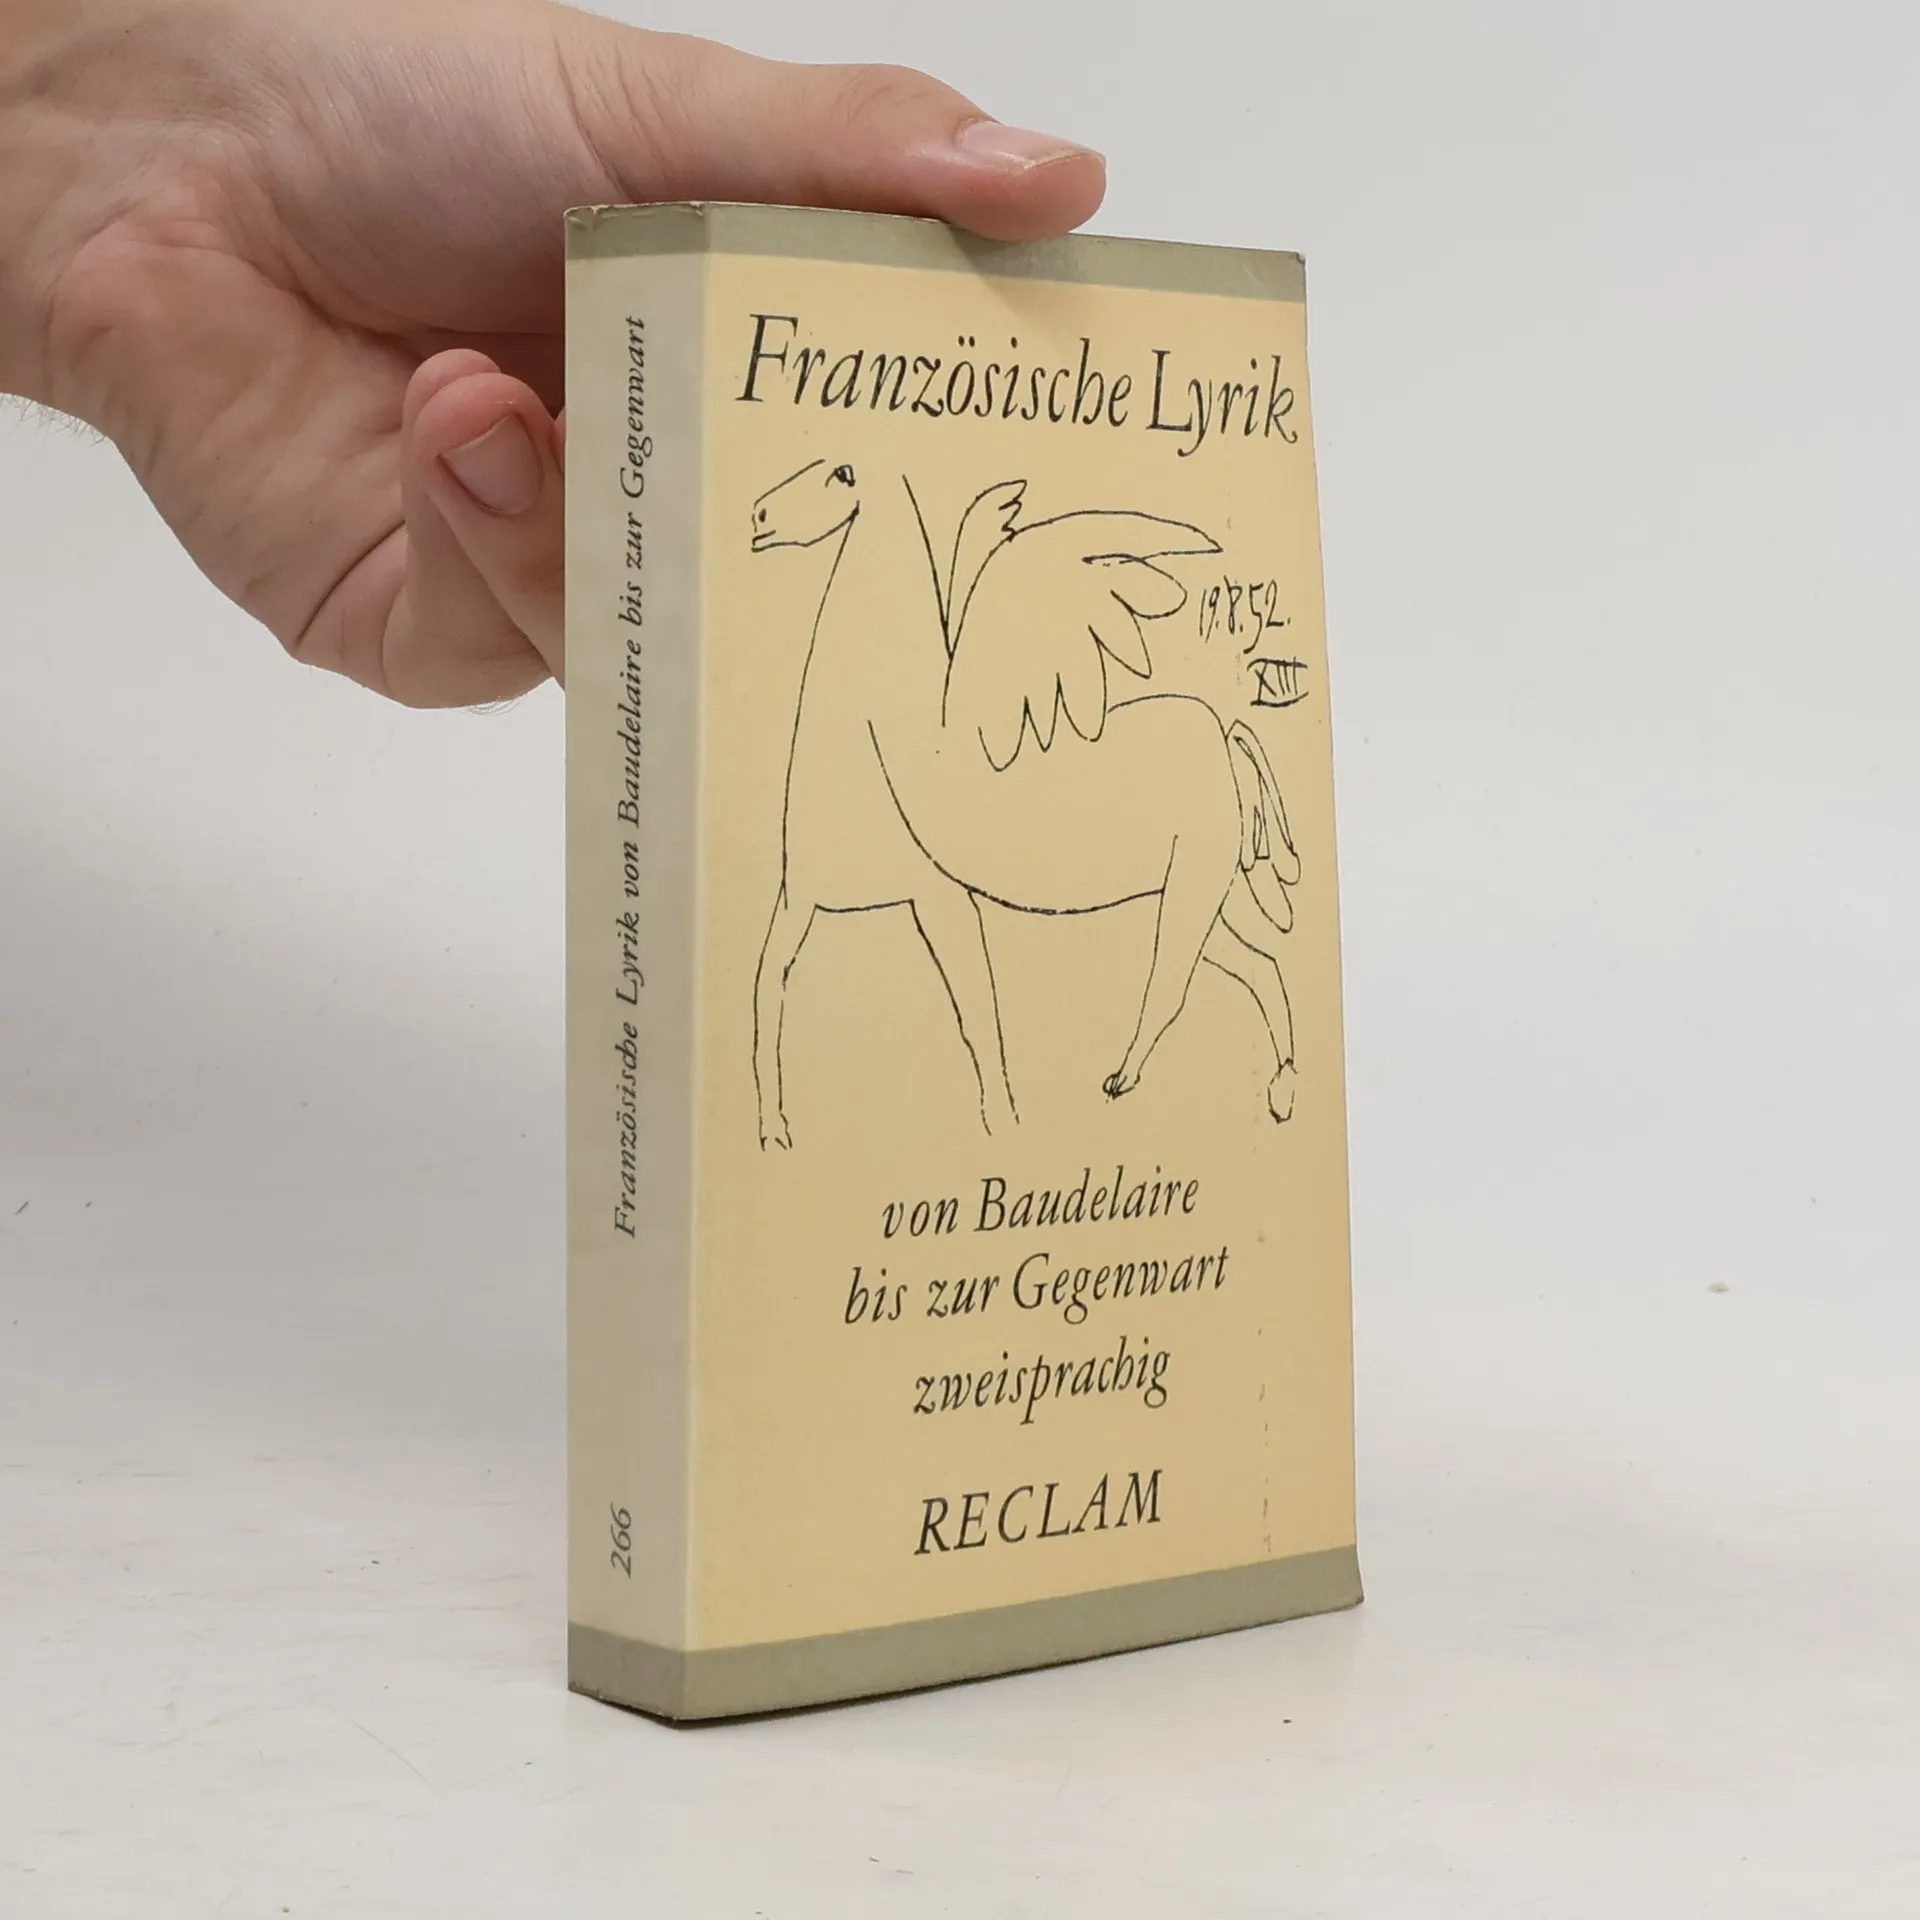 Französische Lyrik
19.8.52.
XIII
von Baudelaire
bis zur Gegenwart
zweisprachig
RECLAM
Französische Lyrik von Baudelaire bis zur Gegenwart
266